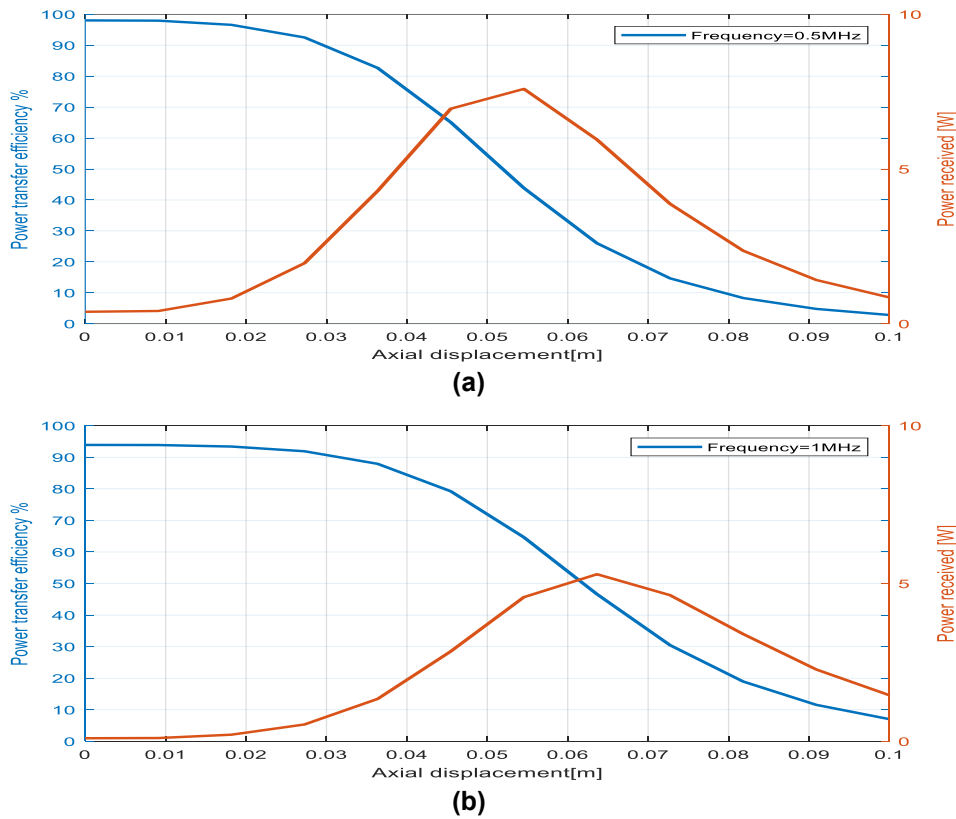 100
90
80
70
60
50
40
30
20
10
0
Power transfer efficiency %
Frequency=0.5MHz
10
5
0
Power received [W]
0 0.01 0.02 0.03 0.04 0.05 0.06 0.07 0.08 0.09 0.1
Axial displacement[m]
(a)
100
90
80
70
60
50
40
30
20
10
0
Power transfer efficiency %
Frequency=1MHz
10
5
0
Power received [W]
0 0.01 0.02 0.03 0.04 0.05 0.06 0.07 0.08 0.09 0.1
Axial displacement[m]
(b)